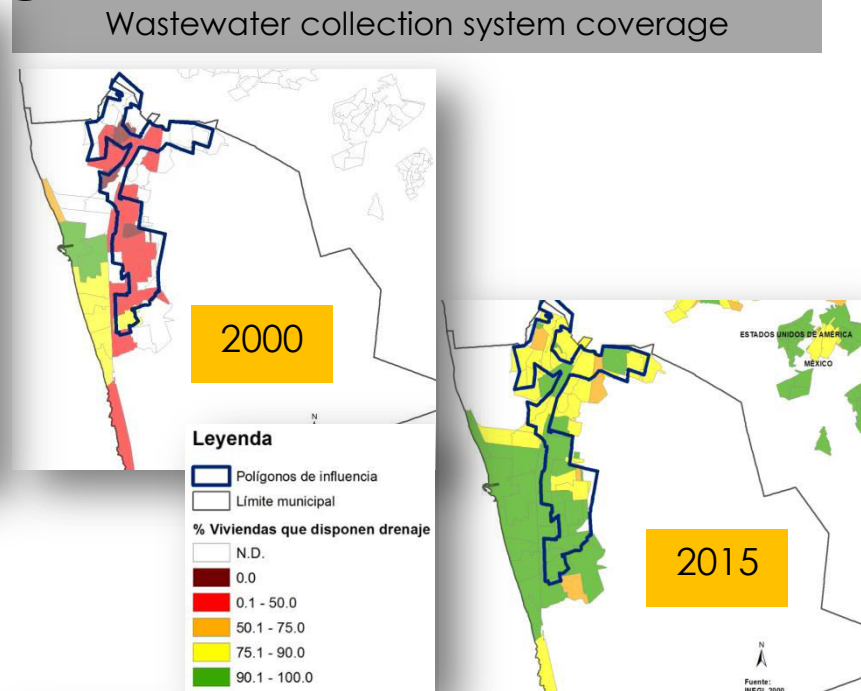 Wastewater collection system coverage
2000
N
Leyenda
Polígonos de influencia
Límite municipal
% Viviendas que disponen drenaje
N.D.
0.0
0.1 - 50.0
50.1 - 75.0
75.1 - 90.0
90.1 - 100.0
ESTADOS UNIDOS DE AMÉRICA
MÉXICO
2015
N
Fuente:
INEGI, 2000